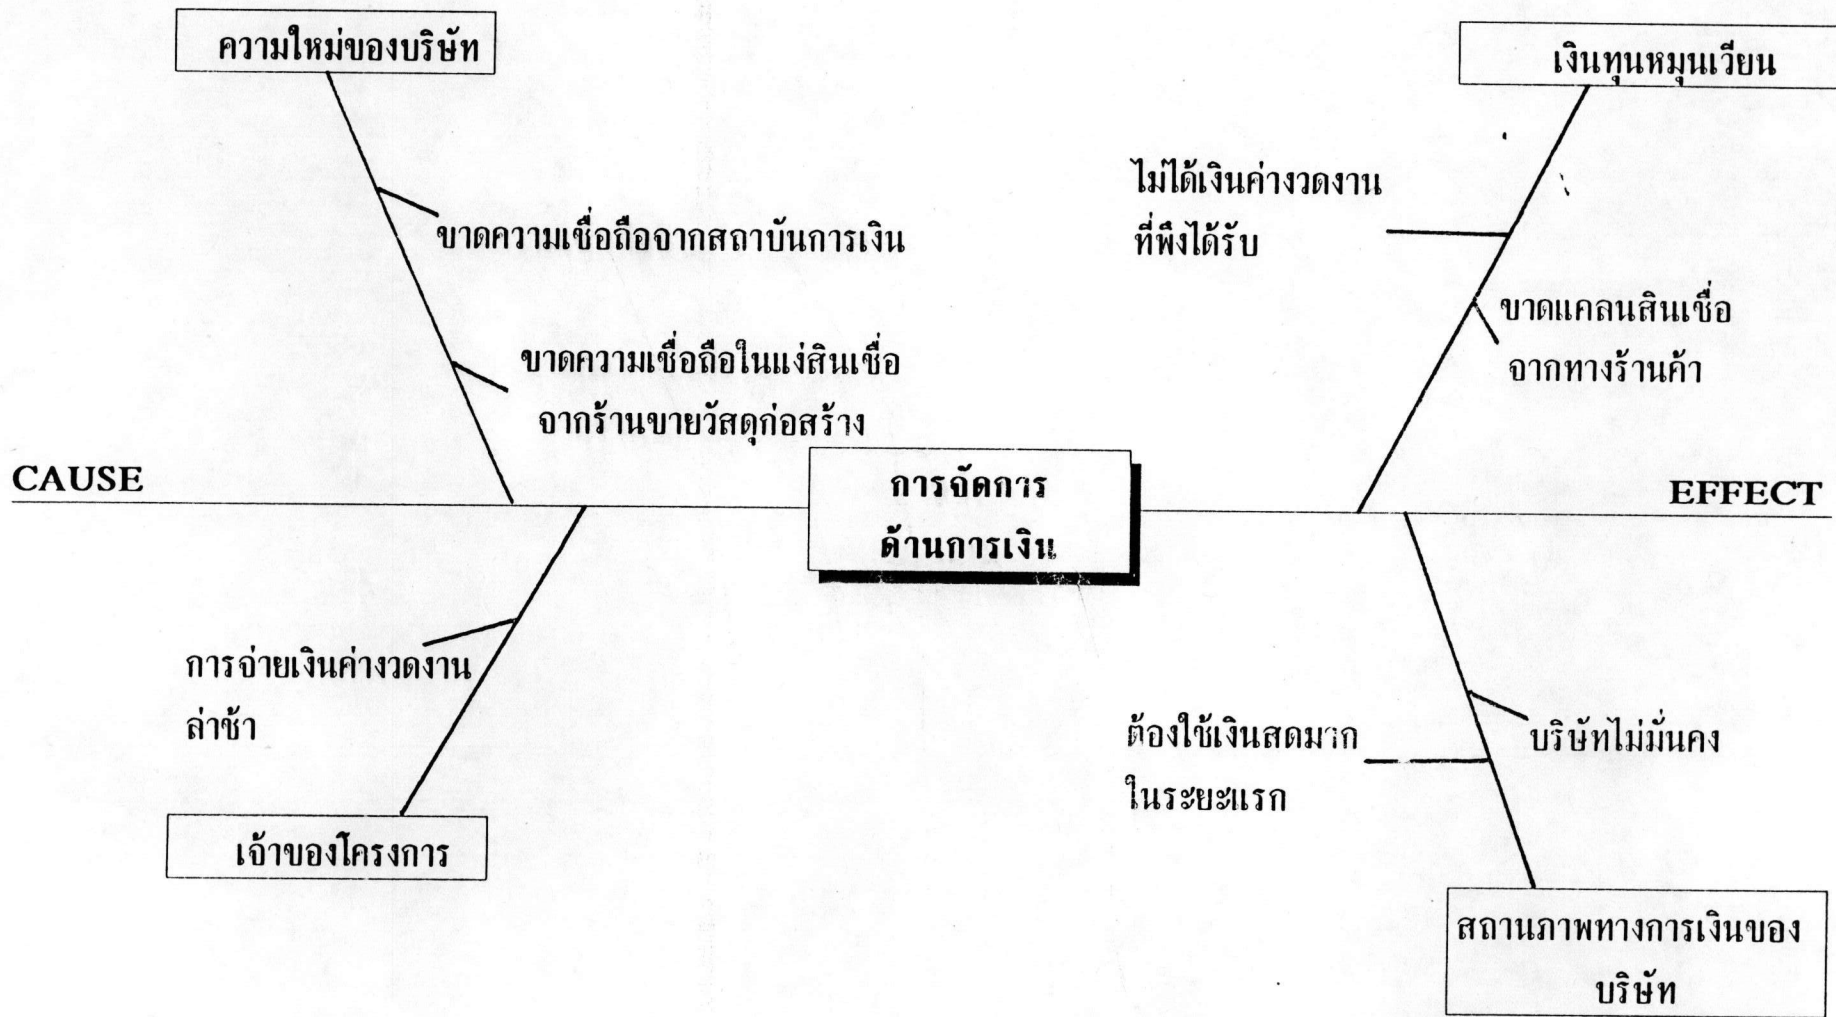 ความใหม่ของบริษัท
ขาดความเชื่อถือจากสถาบันการเงิน
ขาดความเชื่อถือในแง่สินเชื่อ
จากร้านขายวัสดุก่อสร้าง
CAUSE
การจ่ายเงินค่างวดงาน
ล่าช้า
เจ้าของโครงการ
การจัดการ
ด้านการเงิน
เงินทุนหมุนเวียน
ไม่ได้เงินค่างวดงาน
ที่พึงได้รับ
ขาดแคลนสินเชื่อ
จากทางร้านค้า
EFFECT
ต้องใช้เงินสดมาก
ในระยะแรก
บริษัทไม่มั่นคง
สถานภาพทางการเงินของ
บริษัท